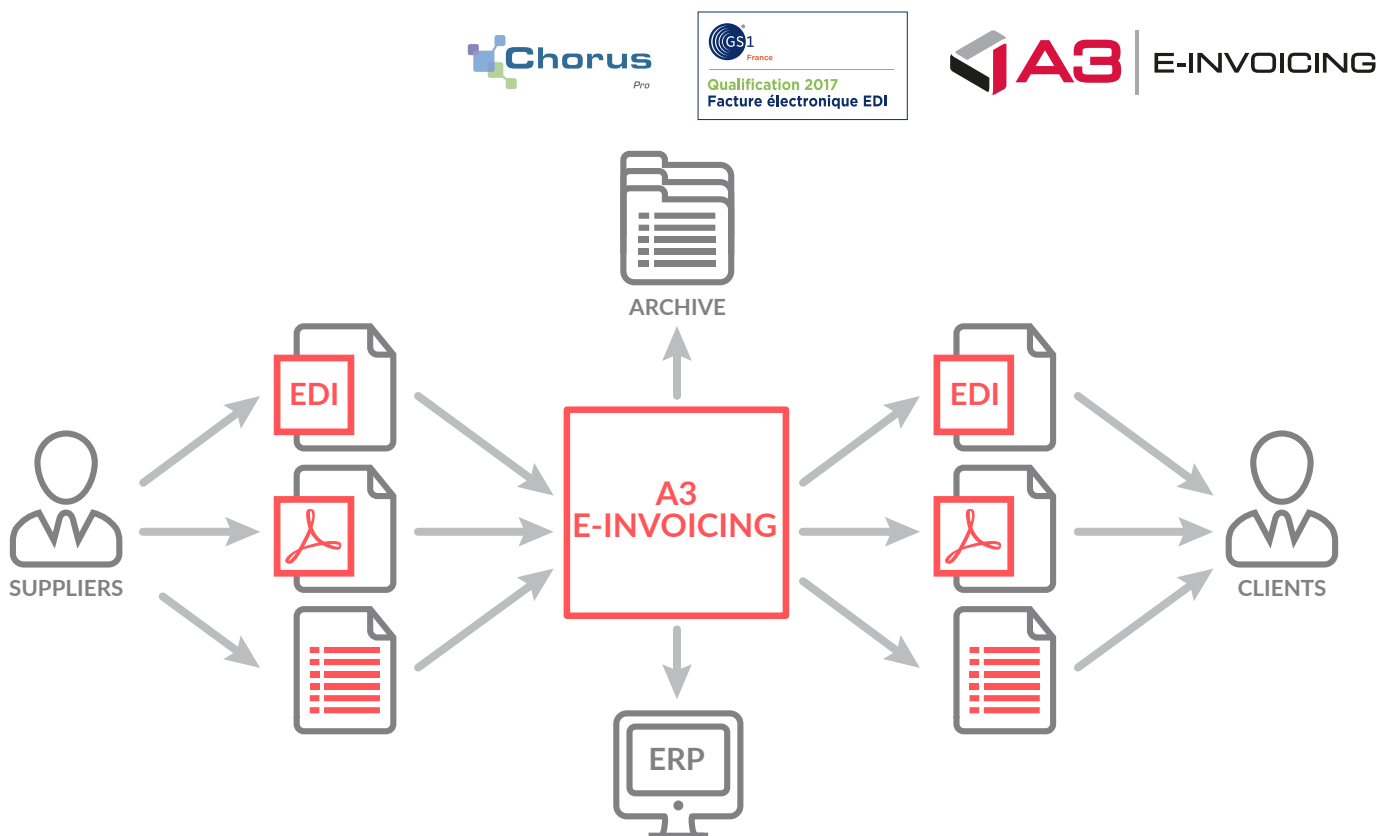 Chorus
Pro
GS1
France
Qualification 2017
Facture électronique EDI
A3
E-INVOICING
ARCHIVE
EDI
EDI
A3
E-INVOICING
SUPPLIERS
CLIENTS
ERP